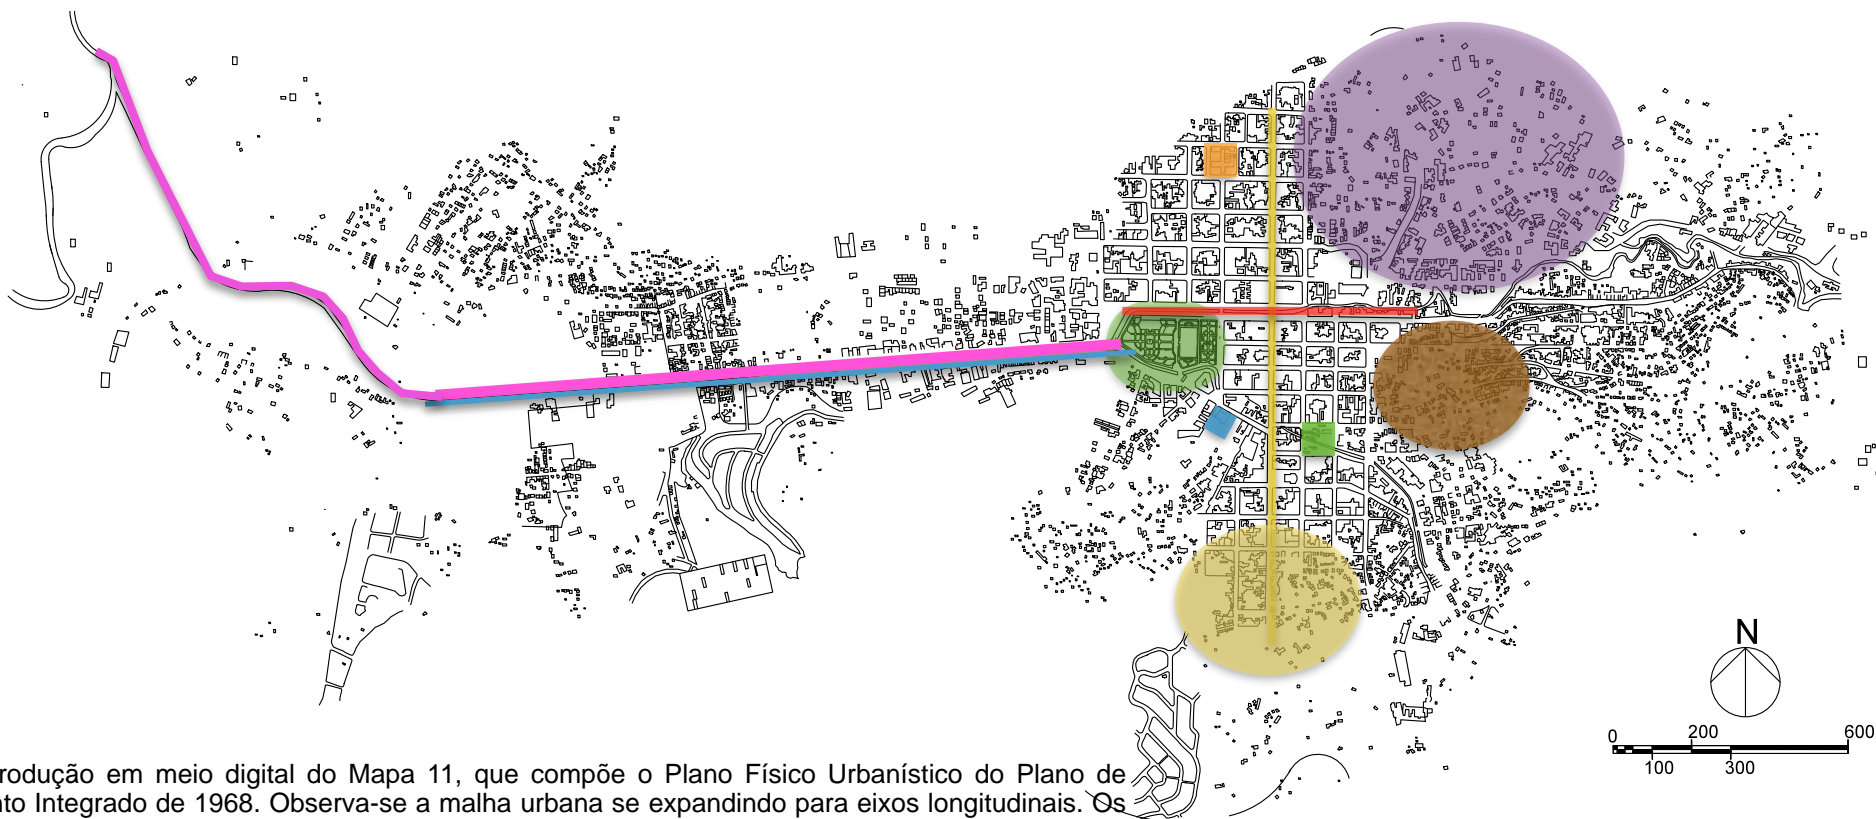 N
0 200 600
100 300
rodução em meio digital do Mapa 11, que compõe o Plano Físico Urbanístico do Plano de
nto Integrado de 1968. Observa-se a malha urbana se expandindo para eixos longitudinais. Os